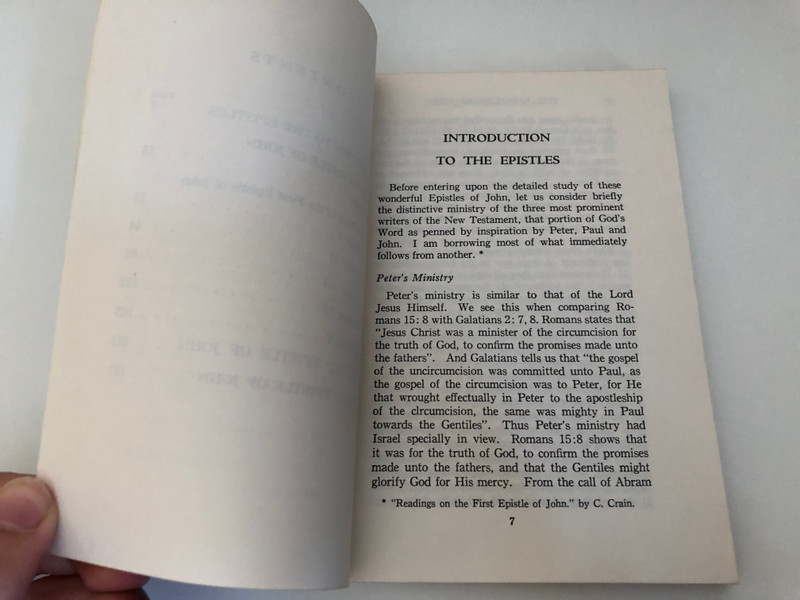 INTRODUCTION
TO THE EPISTLES
Before entering upon the detailed study of these
wonderful Epistles of John, let us consider briefly
the distinctive ministry of the three most prominent
writers of the New Testament, that portion of God's
Word as penned by inspiration by Peter, Paul and
John. I am borrowing most of what immediately
follows from another. *
Peter's Ministry
Peter's ministry is similar to that of the Lord
Jesus Himself. We see this when comparing Ro-
mans 15: 8 with Galatians 2: 7, 8. Romans states that
"Jesus Christ was a minister of the circumcision for
the truth of God, to confirm the promises made unto
the fathers". And Galatians tells us that "the gospel
of the uncircumcision was committed unto Paul, as
the gospel of the circumcision was to Peter, for He
that wrought effectually in Peter to the apostleship
of the circumcision, the same was mighty in Paul
towards the Gentiles". Thus Peter's ministry had
Israel specially in view. Romans 15:8 shows that
it was for the truth of God, to confirm the promises
made unto the fathers, and that the Gentiles might
glorify God for His mercy. From the call of Abram
* "Readings on the First Epistle of John." by C. Crain.
7